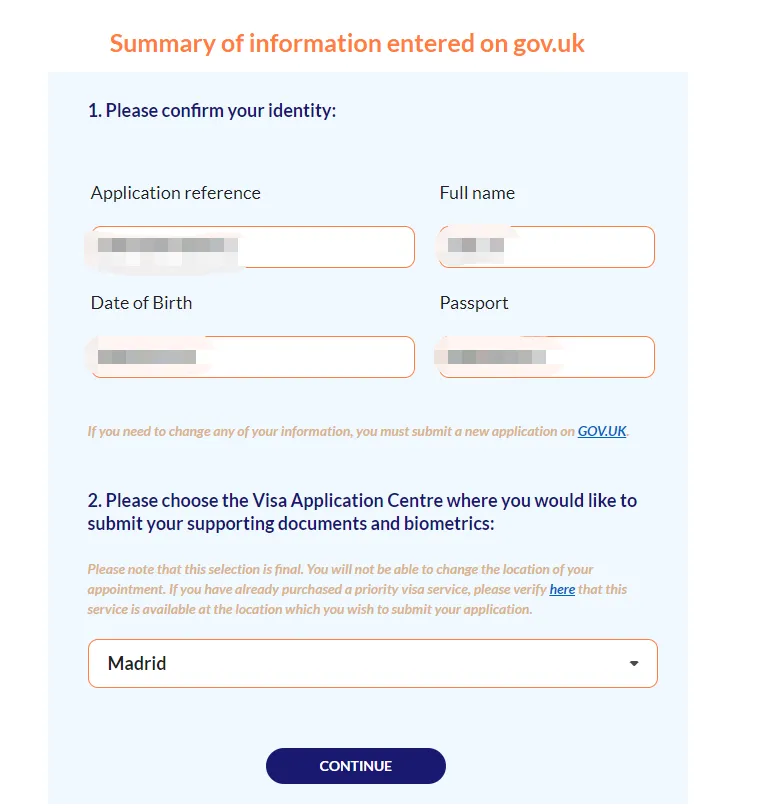 Summary of information entered on gov.uk
1. Please confirm your identity:
Application reference
Full name
Date of Birth
Passport
If you need to change any of your information, you must submit a new application on GOV.UK.
2. Please choose the Visa Application Centre where you would like to
submit your supporting documents and biometrics:
Please note that this selection is final. You will not be able to change the location of your
appointment. If you have already purchased a priority visa service, please verify here that this
service is available at the location which you wish to submit your application.
Madrid
CONTINUE